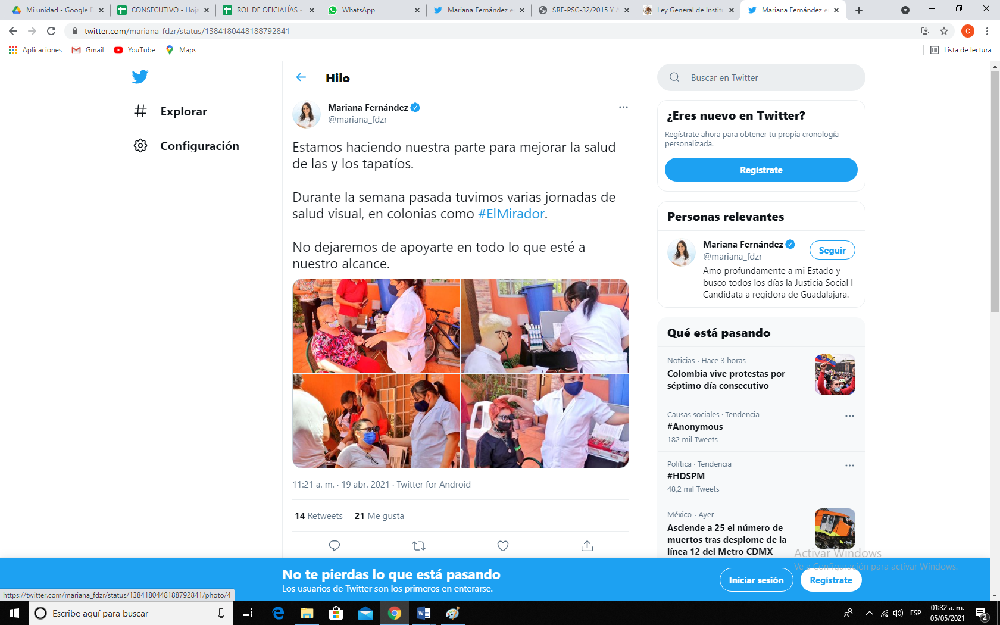 Mi unidad - Google
CONSECUTIVO - Hoj
ROL DE OFICIALÍAS -
WhatsApp
Mariana Fernández e
SRE-PSC-32/2015 Y
Ley General de Instit
Mariana Fernández e
twitter.com/mariana_fdzr/status/1384180448188792841
C
Aplicaciones
Gmail
YouTube
Maps
Lista de lectura
Explorar
Configuración
Hilo
Mariana Fernández
@mariana_fdzr
Estamos haciendo nuestra parte para mejorar la salud
de las y los tapatíos.
Durante la semana pasada tuvimos varias jornadas de
salud visual, en colonias como #ElMirador.
No dejaremos de apoyarte en todo lo que esté a
nuestro alcance.
11:21 a. m. · 19 abr. 2021 · Twitter for Android
14 Retweets 21 Me gusta
Buscar en Twitter
¿Eres nuevo en Twitter?
Regístrate ahora para obtener tu propia cronología
personalizada.
Regístrate
Personas relevantes
Mariana Fernández
@mariana_fdzr
Seguir
Amo profundamente a mi Estado y
busco todos los días la Justicia Social I
Candidata a regidora de Guadalajara.
Qué está pasando
Noticias · Hace 3 horas
Colombia vive protestas por
séptimo día consecutivo
Causas sociales · Tendencia
#Anonymous
182 mil Tweets
Política · Tendencia
#HDSPM
48,2 mil Tweets
México · Ayer
Asciende a 25 el número de
muertos tras desplome de la
línea 12 del Metro CDMX
Activar Windows
Ve a Configuración para activar Windows.
No te pierdas lo que está pasando
Los usuarios de Twitter son los primeros en enterarse.
Iniciar sesión
Regístrate
https://twitter.com/mariana_fdzr/status/1384180448188792841/photo/4
Escribe aquí para buscar
ESP
01:32 a. m.
05/05/2021
2